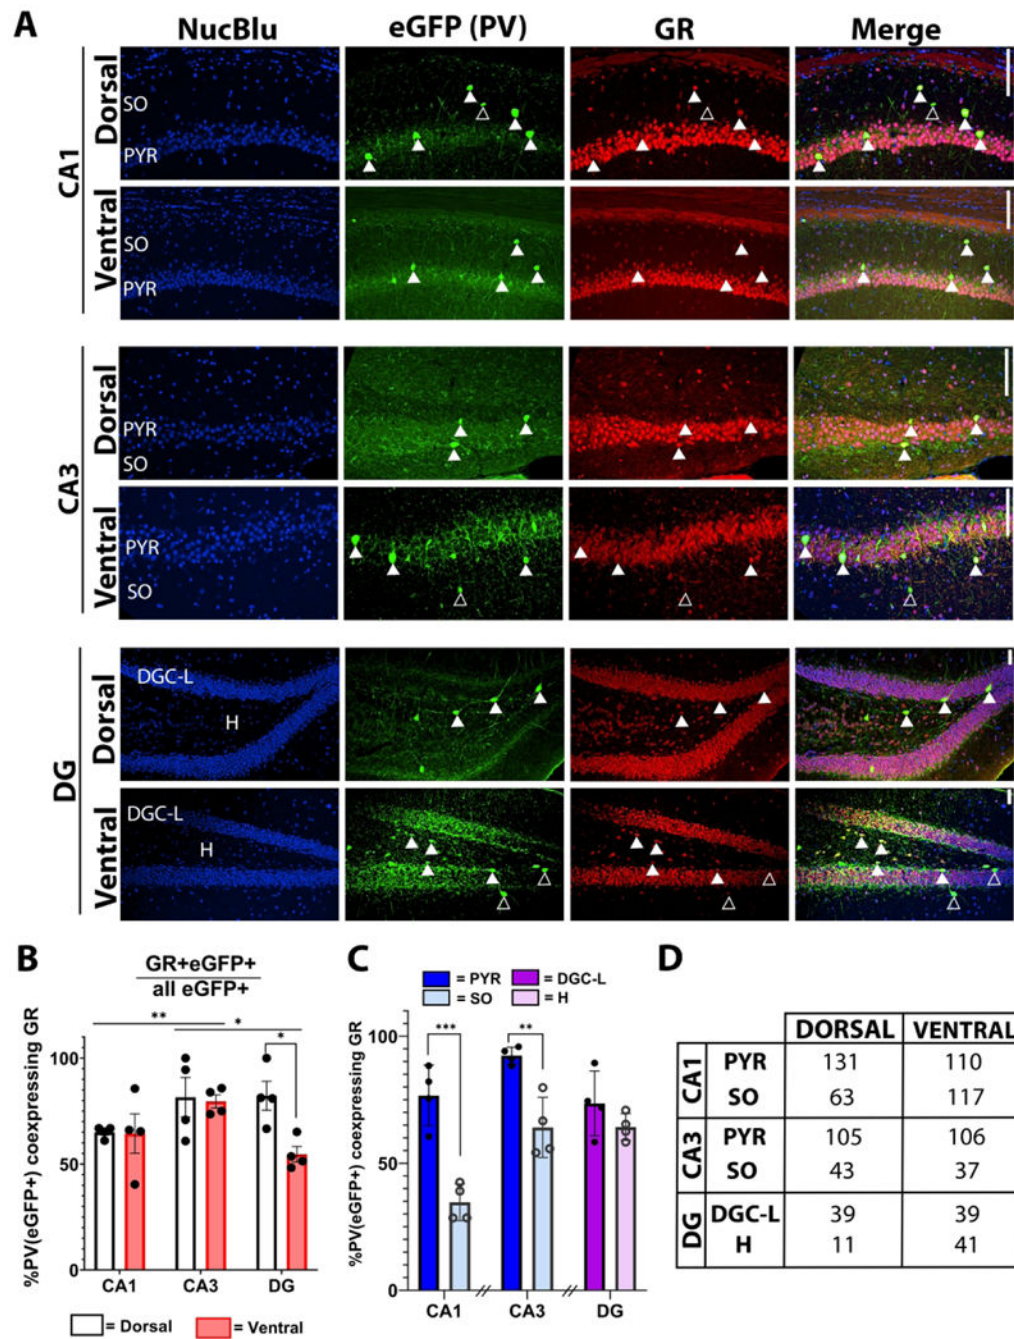 A
NucBlu eGFP (PV) GR Merge
CA1
Dorsal
SO
PYR
Ventral
SO
PYR
CA3
Dorsal
PYR
SO
Ventral
PYR
SO
DG
Dorsal
DGC-L
H
Ventral
DGC-L
H
B
GR+eGFP+
all eGFP+
** *
*
%PV(eGFP+) coexpressing GR
100
50
0
CA1 CA3 DG
= Dorsal = Ventral
C
= PYR = DGC-L
= SO = H
*** **
%PV(eGFP+) coexpressing GR
100
50
0
CA1 CA3 DG
D
DORSAL VENTRAL
CA1
PYR 131 110
SO 63 117
CA3
PYR 105 106
SO 43 37
DG
DGC-L 39 39
H 11 41